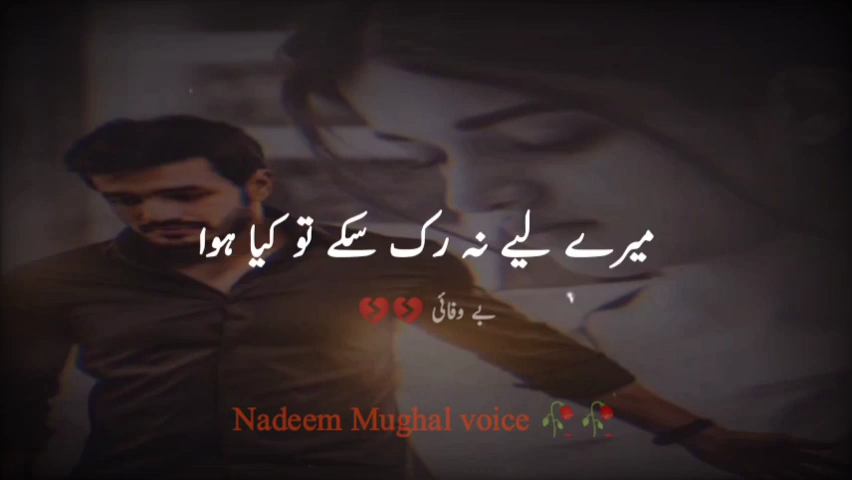 میرے لیے نہ رک سکے تو کیا ہوا
بے وفائی 💔💔
Nadeem Mughal voice 🥀🥀